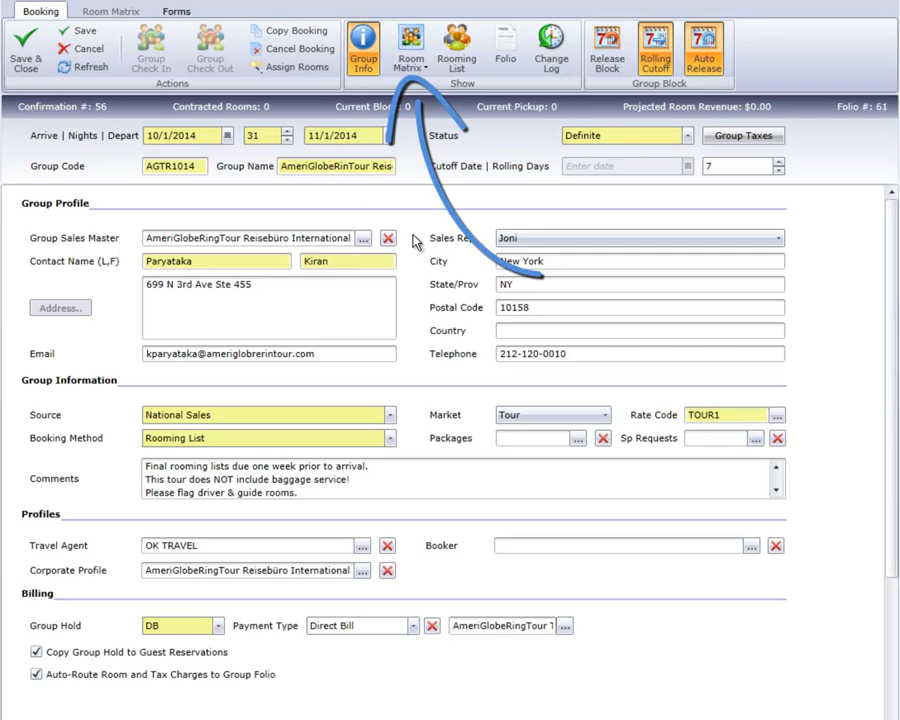 Booking Room Matrix Forms
Save & Close Save Cancel Refresh Group Check In Group Check Out Copy Booking Cancel Booking Assign Rooms Group Info Room Matrix Rooming List Folio Change Log Release Block Rolling Cutoff Auto Release
Actions Show Group Block
Confirmation #: 56 Contracted Rooms: 0 Current Block: 0 Current Pickup: 0 Projected Room Revenue: $0.00 Folio #: 61
Arrive | Nights | Depart 10/1/2014 31 11/1/2014 Status Definite Group Taxes
Group Code AGTR1014 Group Name AmeriGlobeRinTour Reis Cutoff Date | Rolling Days Enter date 7
Group Profile
Group Sales Master AmeriGlobeRingTour Reisebüro International ... Sales Rep Joni
Contact Name (L,F) Paryataka Kiran City New York
699 N 3rd Ave Ste 455 State/Prov NY
Address.. Postal Code 10158
Country
Email kparyataka@ameriglobrerintour.com Telephone 212-120-0010
Group Information
Source National Sales Market Tour Rate Code TOUR1 ...
Booking Method Rooming List Packages ... Sp Requests ...
Comments
Final rooming lists due one week prior to arrival.
This tour does NOT include baggage service!
Please flag driver & guide rooms.
Profiles
Travel Agent OK TRAVEL ... Booker ...
Corporate Profile AmeriGlobeRingTour Reisebüro International ...
Billing
Group Hold DB Payment Type Direct Bill AmeriGlobeRingTour T ...
Copy Group Hold to Guest Reservations
Auto-Route Room and Tax Charges to Group Folio